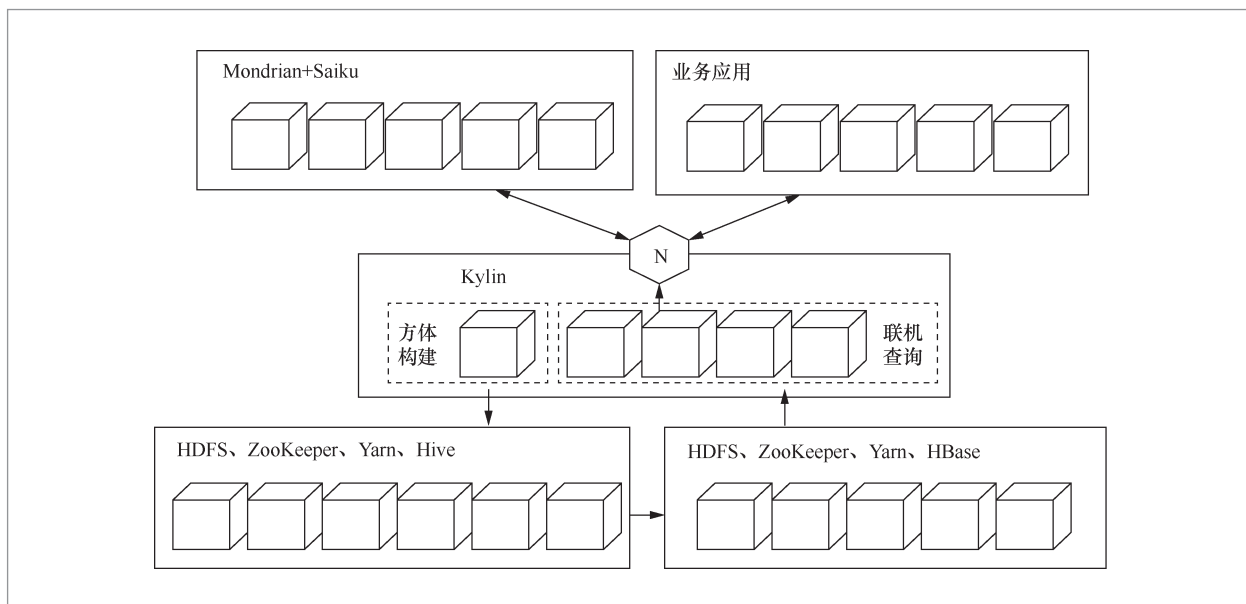 Mondrian+Saiku
业务应用
N
Kylin
方体
构建
联机
查询
HDFS、ZooKeeper、Yarn、Hive
HDFS、ZooKeeper、Yarn、HBase